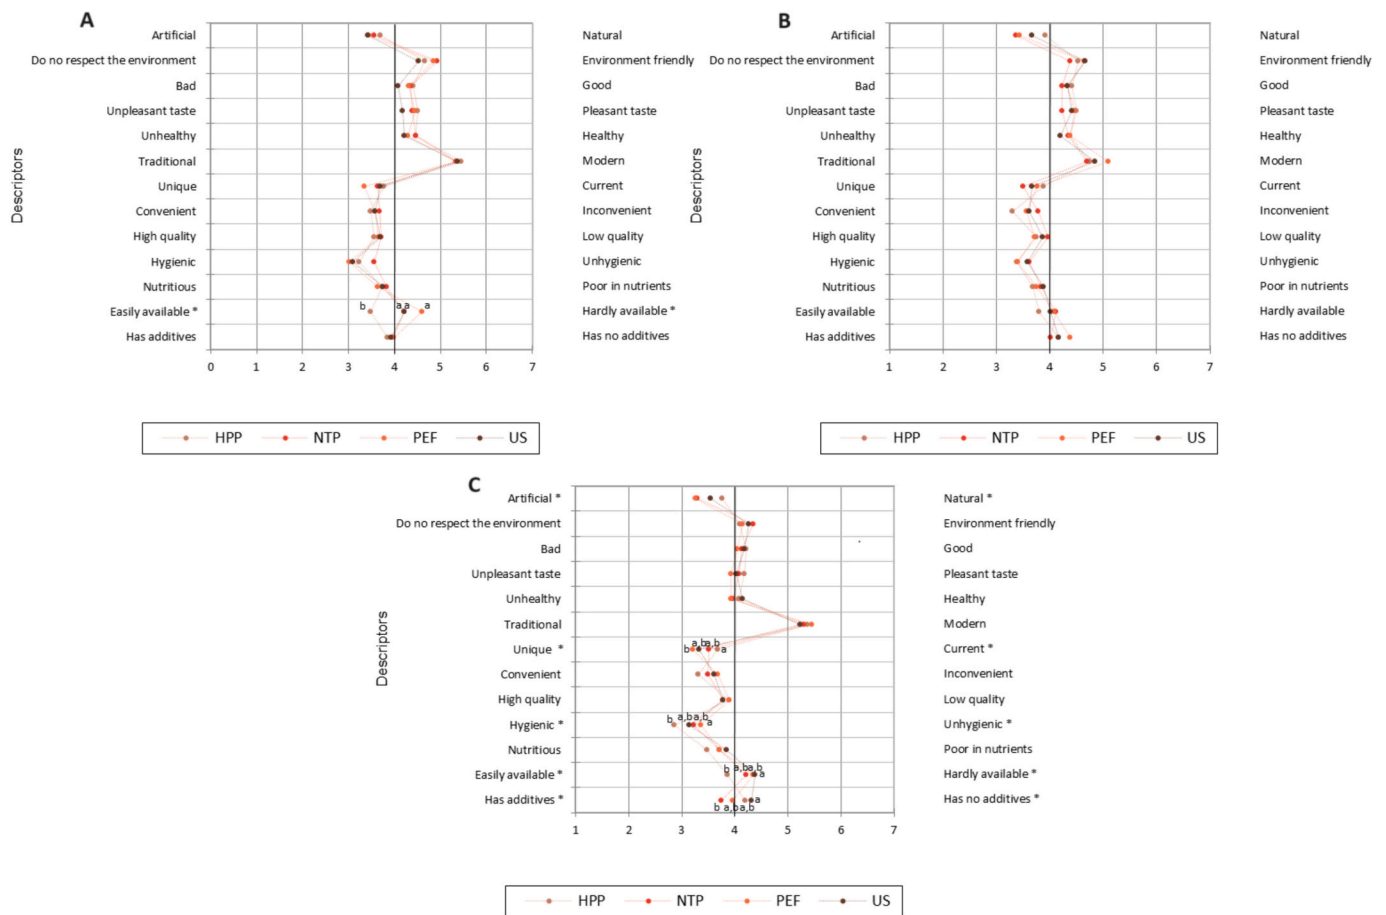 A
B
Artificial Natural Artificial Natural
Do no respect the environment Environment friendly Do no respect the environment Environment friendly
Bad Good Bad Good
Unpleasant taste Pleasant taste Unpleasant taste Pleasant taste
Unhealthy Healthy Unhealthy Healthy
Traditional Modern Traditional Modern
Unique Current Unique Current
Convenient Inconvenient Convenient Inconvenient
High quality Low quality High quality Low quality
Hygienic Unhygienic Hygienic Unhygienic
Nutritious Poor in nutrients Nutritious Poor in nutrients
b a a a
Easily available * Hardly available * Easily available Hardly available
Has additives Has no additives Has additives Has no additives
Descriptors
Descriptors
0 1 2 3 4 5 6 7
1 2 3 4 5 6 7
HPP NTP PEF US
HPP NTP PEF US
C
Artificial * Natural *
Do no respect the environment Environment friendly
Bad Good
Unpleasant taste Pleasant taste
Unhealthy Healthy
Traditional Modern
a,b a,b
Unique * b a Current *
Convenient Inconvenient
High quality Low quality
a,b a,b
Hygienic * b a Unhygienic *
Nutritious Poor in nutrients
b a,b a,b
Easily available * a Hardly available *
Has additives * a Has no additives *
b a,b a,b
Descriptors
1 2 3 4 5 6 7
HPP NTP PEF US